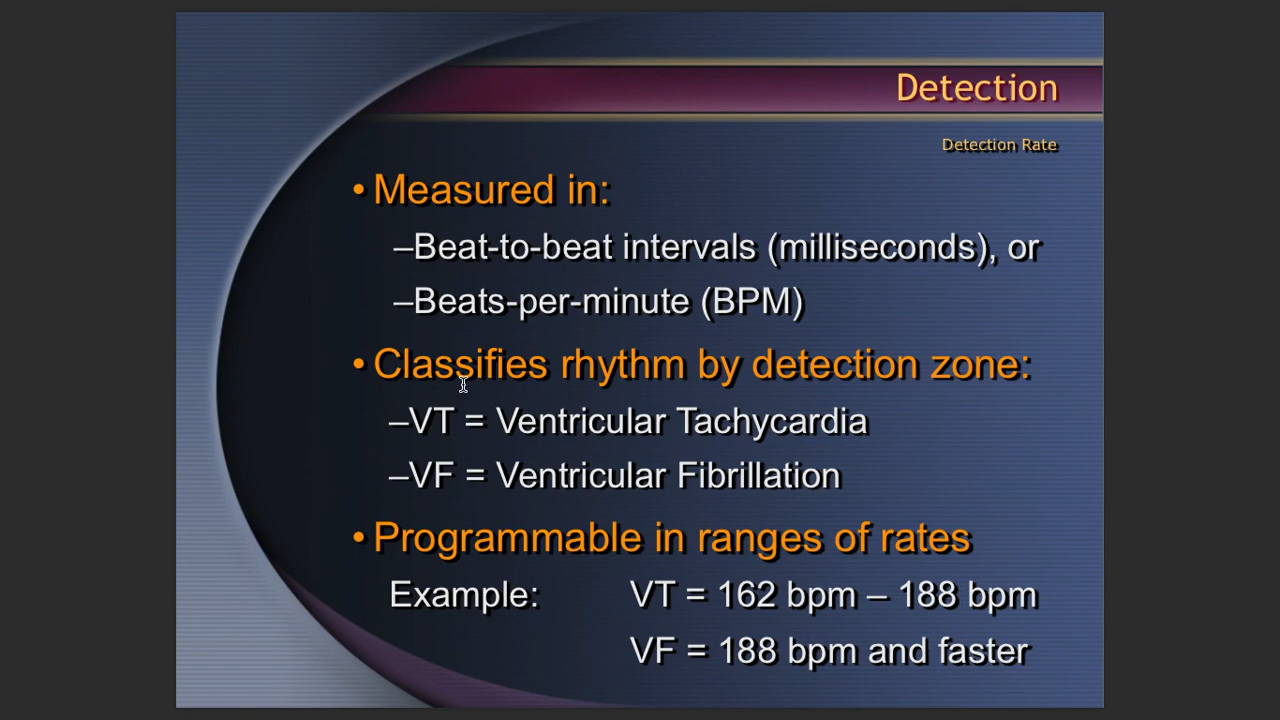 Detection
Detection Rate
• Measured in:
–Beat-to-beat intervals (milliseconds), or
–Beats-per-minute (BPM)
• Classifies rhythm by detection zone:
–VT = Ventricular Tachycardia
–VF = Ventricular Fibrillation
• Programmable in ranges of rates
Example: VT = 162 bpm – 188 bpm
VF = 188 bpm and faster